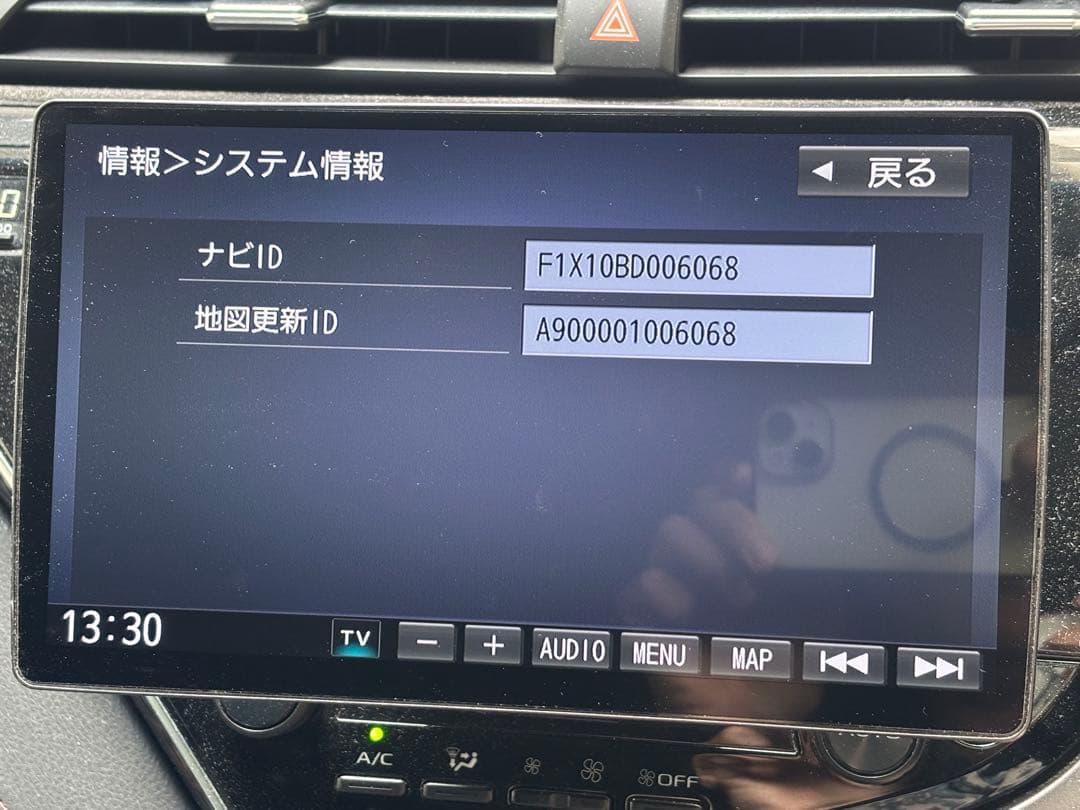 情報＞システム情報
◀ 戻る
ナビID
F1X10BD006068
地図更新ID
A900001006068
13:30
TV
−
+
AUDIO
MENU
MAP
A/C
OFF